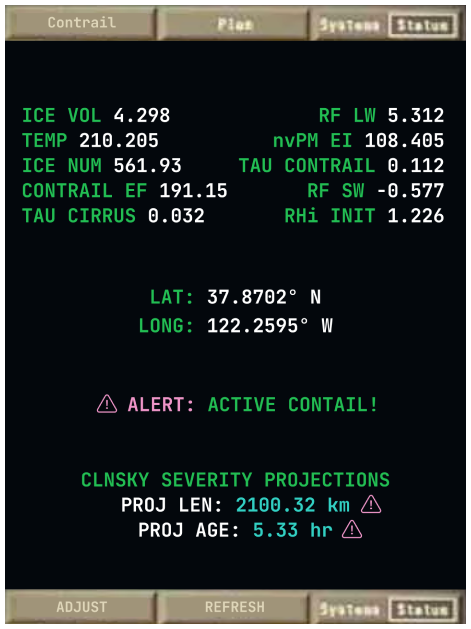 Contrail Plan Systems Status
ICE VOL 4.298 RF LW 5.312
TEMP 210.205 nvPM EI 108.405
ICE NUM 561.93 TAU CONTRAIL 0.112
CONTRAIL EF 191.15 RF SW -0.577
TAU CIRRUS 0.032 RHi INIT 1.226
LAT: 37.8702° N
LONG: 122.2595° W
ALERT: ACTIVE CONTAIL!
CLNSKY SEVERITY PROJECTIONS
PROJ LEN: 2100.32 km
PROJ AGE: 5.33 hr
ADJUST REFRESH Systems Status